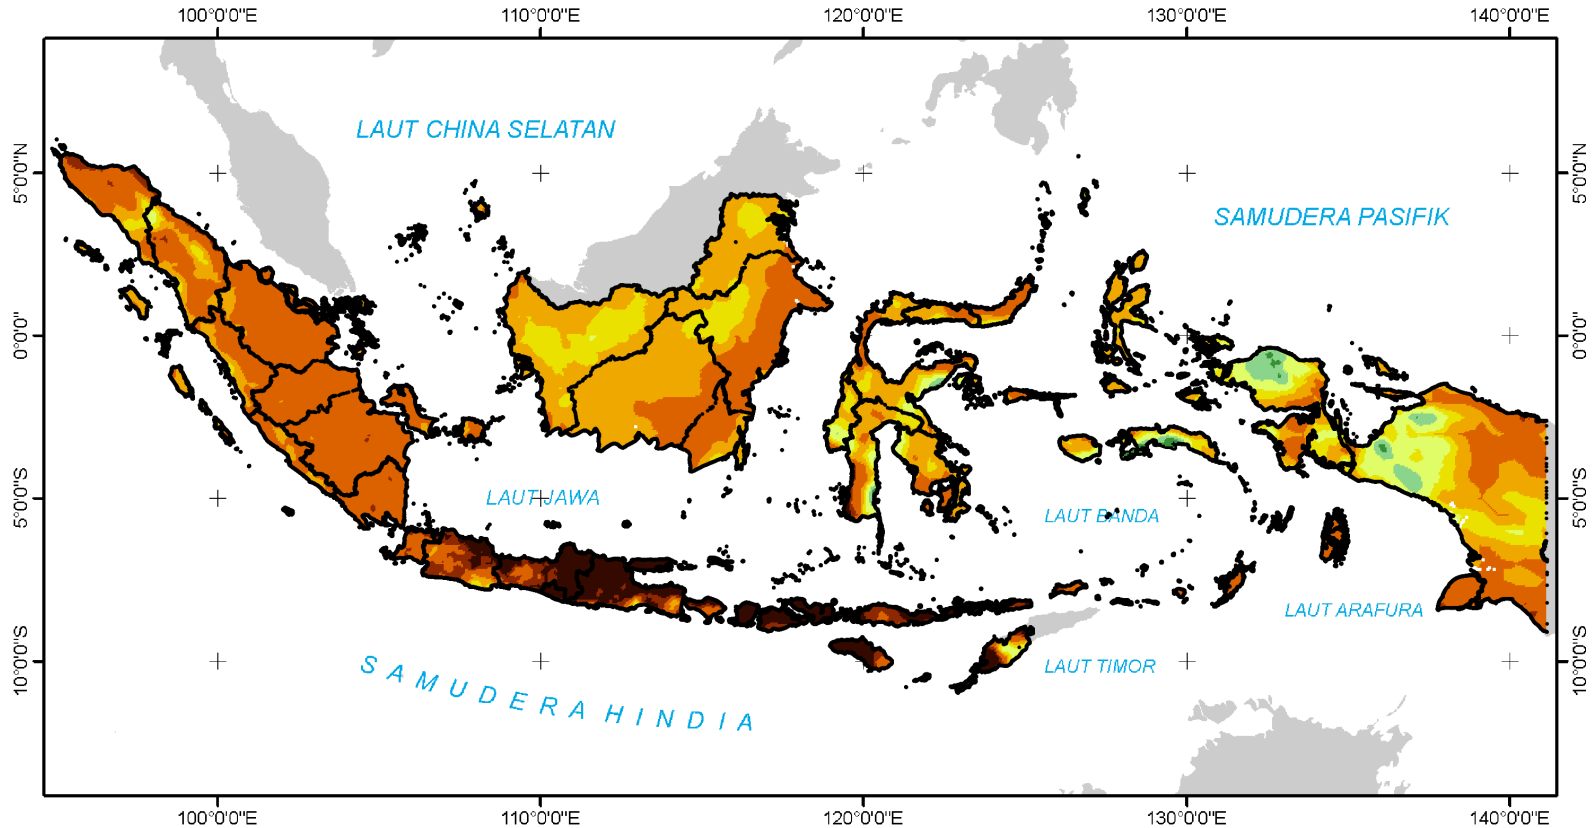 100°0'0"E 110°0'0"E 120°0'0"E 130°0'0"E 140°0'0"E
LAUT CHINA SELATAN
5°0'0"N 5°0'0"N
SAMUDERA PASIFIK
0°0'0" 0°0'0"
LAUT JAWA
5°0'0"S 5°0'0"S
LAUT BANDA
LAUT ARAFURA
10°0'0"S LAUT TIMOR 10°0'0"S
SAMUDERA HINDIA
100°0'0"E 110°0'0"E 120°0'0"E 130°0'0"E 140°0'0"E